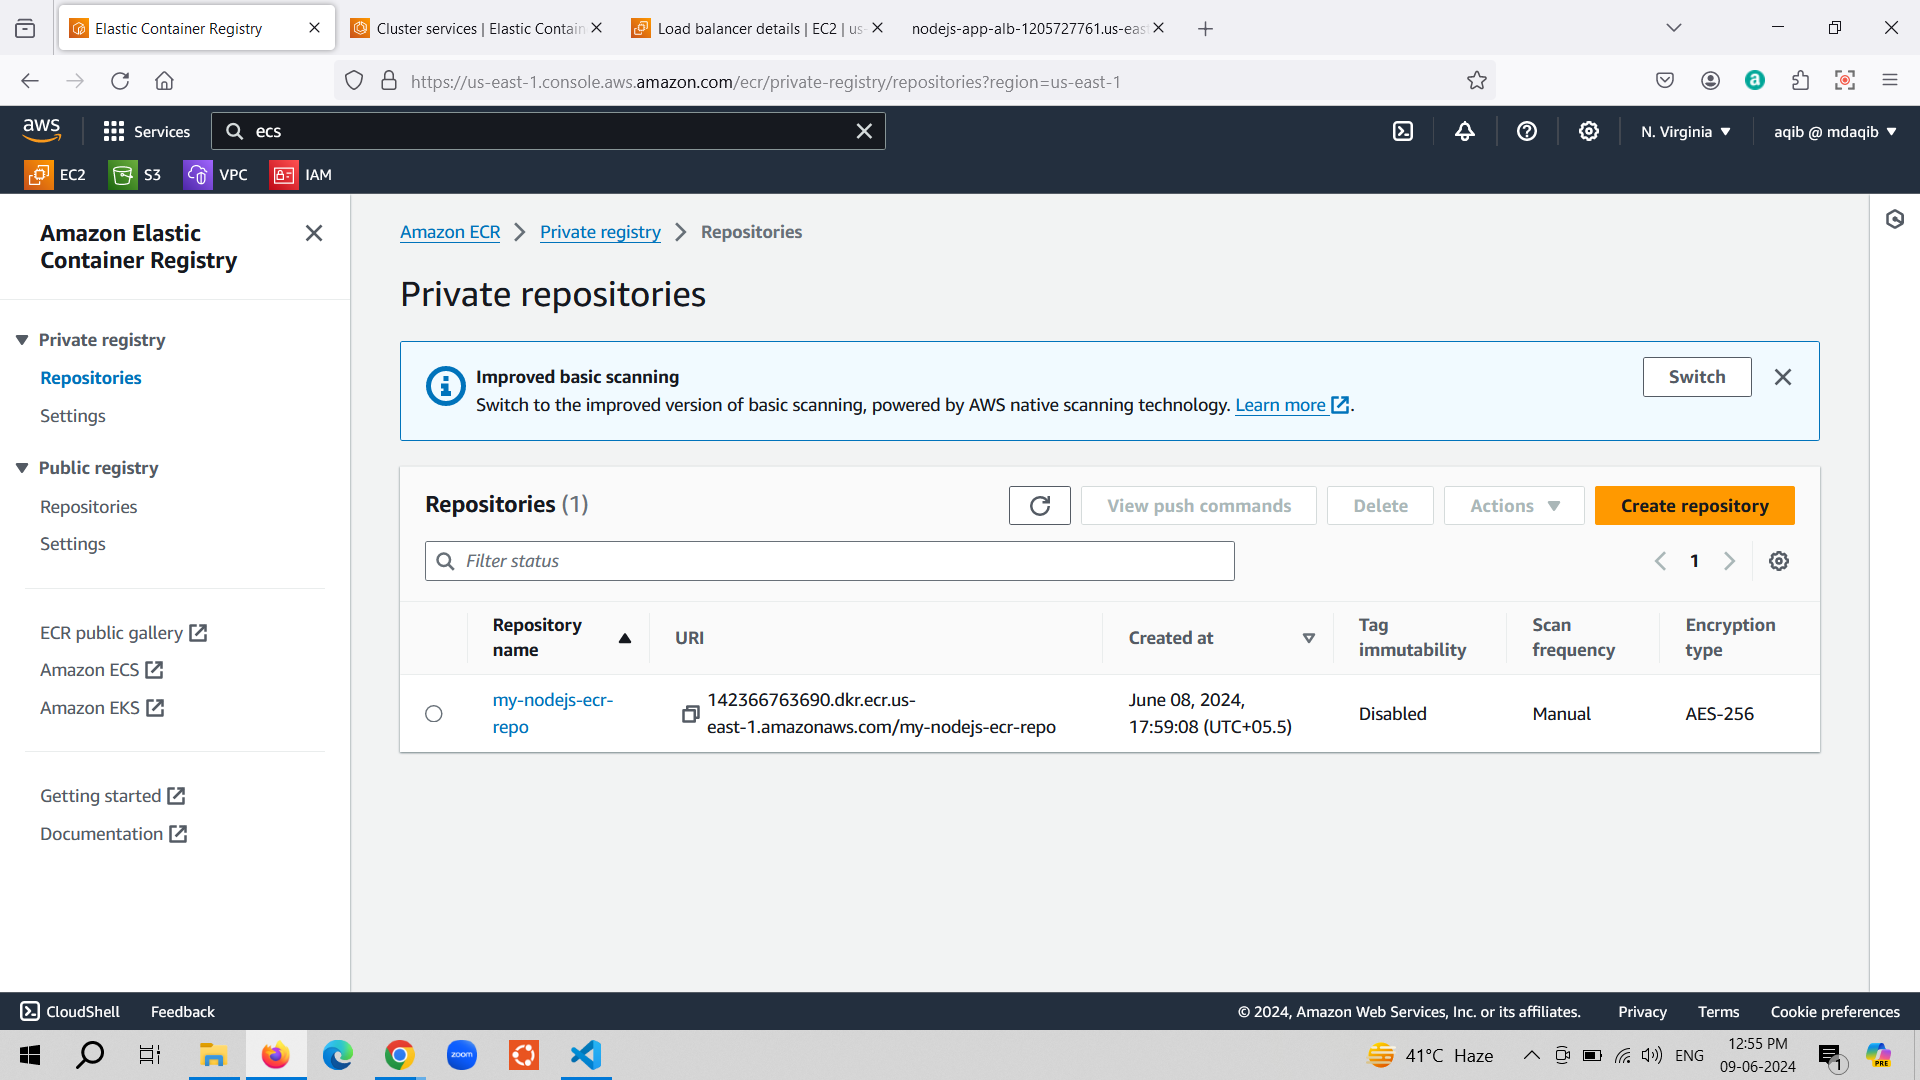 Elastic Container Registry
Cluster services | Elastic Contain
Load balancer details | EC2 | us-
nodejs-app-alb-1205727761.us-eas
https://us-east-1.console.aws.amazon.com/ecr/private-registry/repositories?region=us-east-1
a
aws
Services
ecs
N. Virginia
aqib @ mdaqib
EC2
S3
VPC
IAM
Amazon Elastic
Container Registry
Private registry
Repositories
Settings
Public registry
Repositories
Settings
ECR public gallery
Amazon ECS
Amazon EKS
Getting started
Documentation
Amazon ECR
Private registry
Repositories
Private repositories
Improved basic scanning
Switch to the improved version of basic scanning, powered by AWS native scanning technology. Learn more.
Switch
Repositories (1)
View push commands
Delete
Actions
Create repository
Filter status
1
Repository
name
URI
Created at
Tag
immutability
Scan
frequency
Encryption
type
my-nodejs-ecr-
repo
142366763690.dkr.ecr.us-
east-1.amazonaws.com/my-nodejs-ecr-repo
June 08, 2024,
17:59:08 (UTC+05.5)
Disabled
Manual
AES-256
CloudShell
Feedback
© 2024, Amazon Web Services, Inc. or its affiliates.
Privacy
Terms
Cookie preferences
zoom
41°C Haze
ENG
12:55 PM
09-06-2024
1
PRE